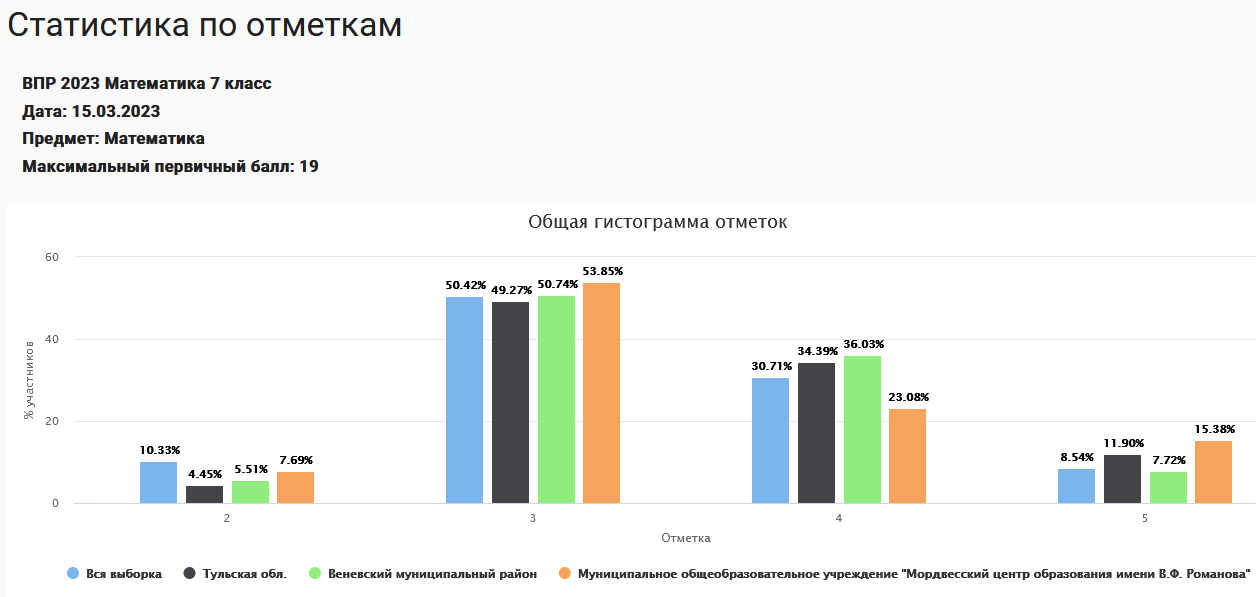 Статистика по отметкам
ВПР 2023 Математика 7 класс
Дата: 15.03.2023
Предмет: Математика
Максимальный первичный балл: 19
Общая гистограмма отметок
% участников
60
40
20
0
10.33%
4.45%
5.51%
7.69%
50.42%
49.27%
50.74%
53.85%
30.71%
34.39%
36.03%
23.08%
8.54%
11.90%
7.72%
15.38%
2 3 4 5
Отметка
Вся выборка Тульская обл. Веневский муниципальный район Муниципальное общеобразовательное учреждение "Мордвесский центр образования имени В.Ф. Романова"